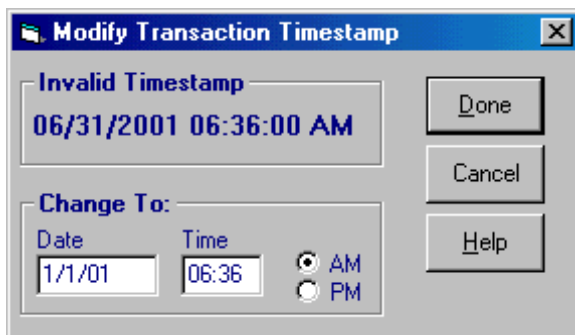 Modify Transaction Timestamp
Invalid Timestamp
06/31/2001 06:36:00 AM
Done
Cancel
Help
Change To:
Date Time
1/1/01 06:36
AM
PM